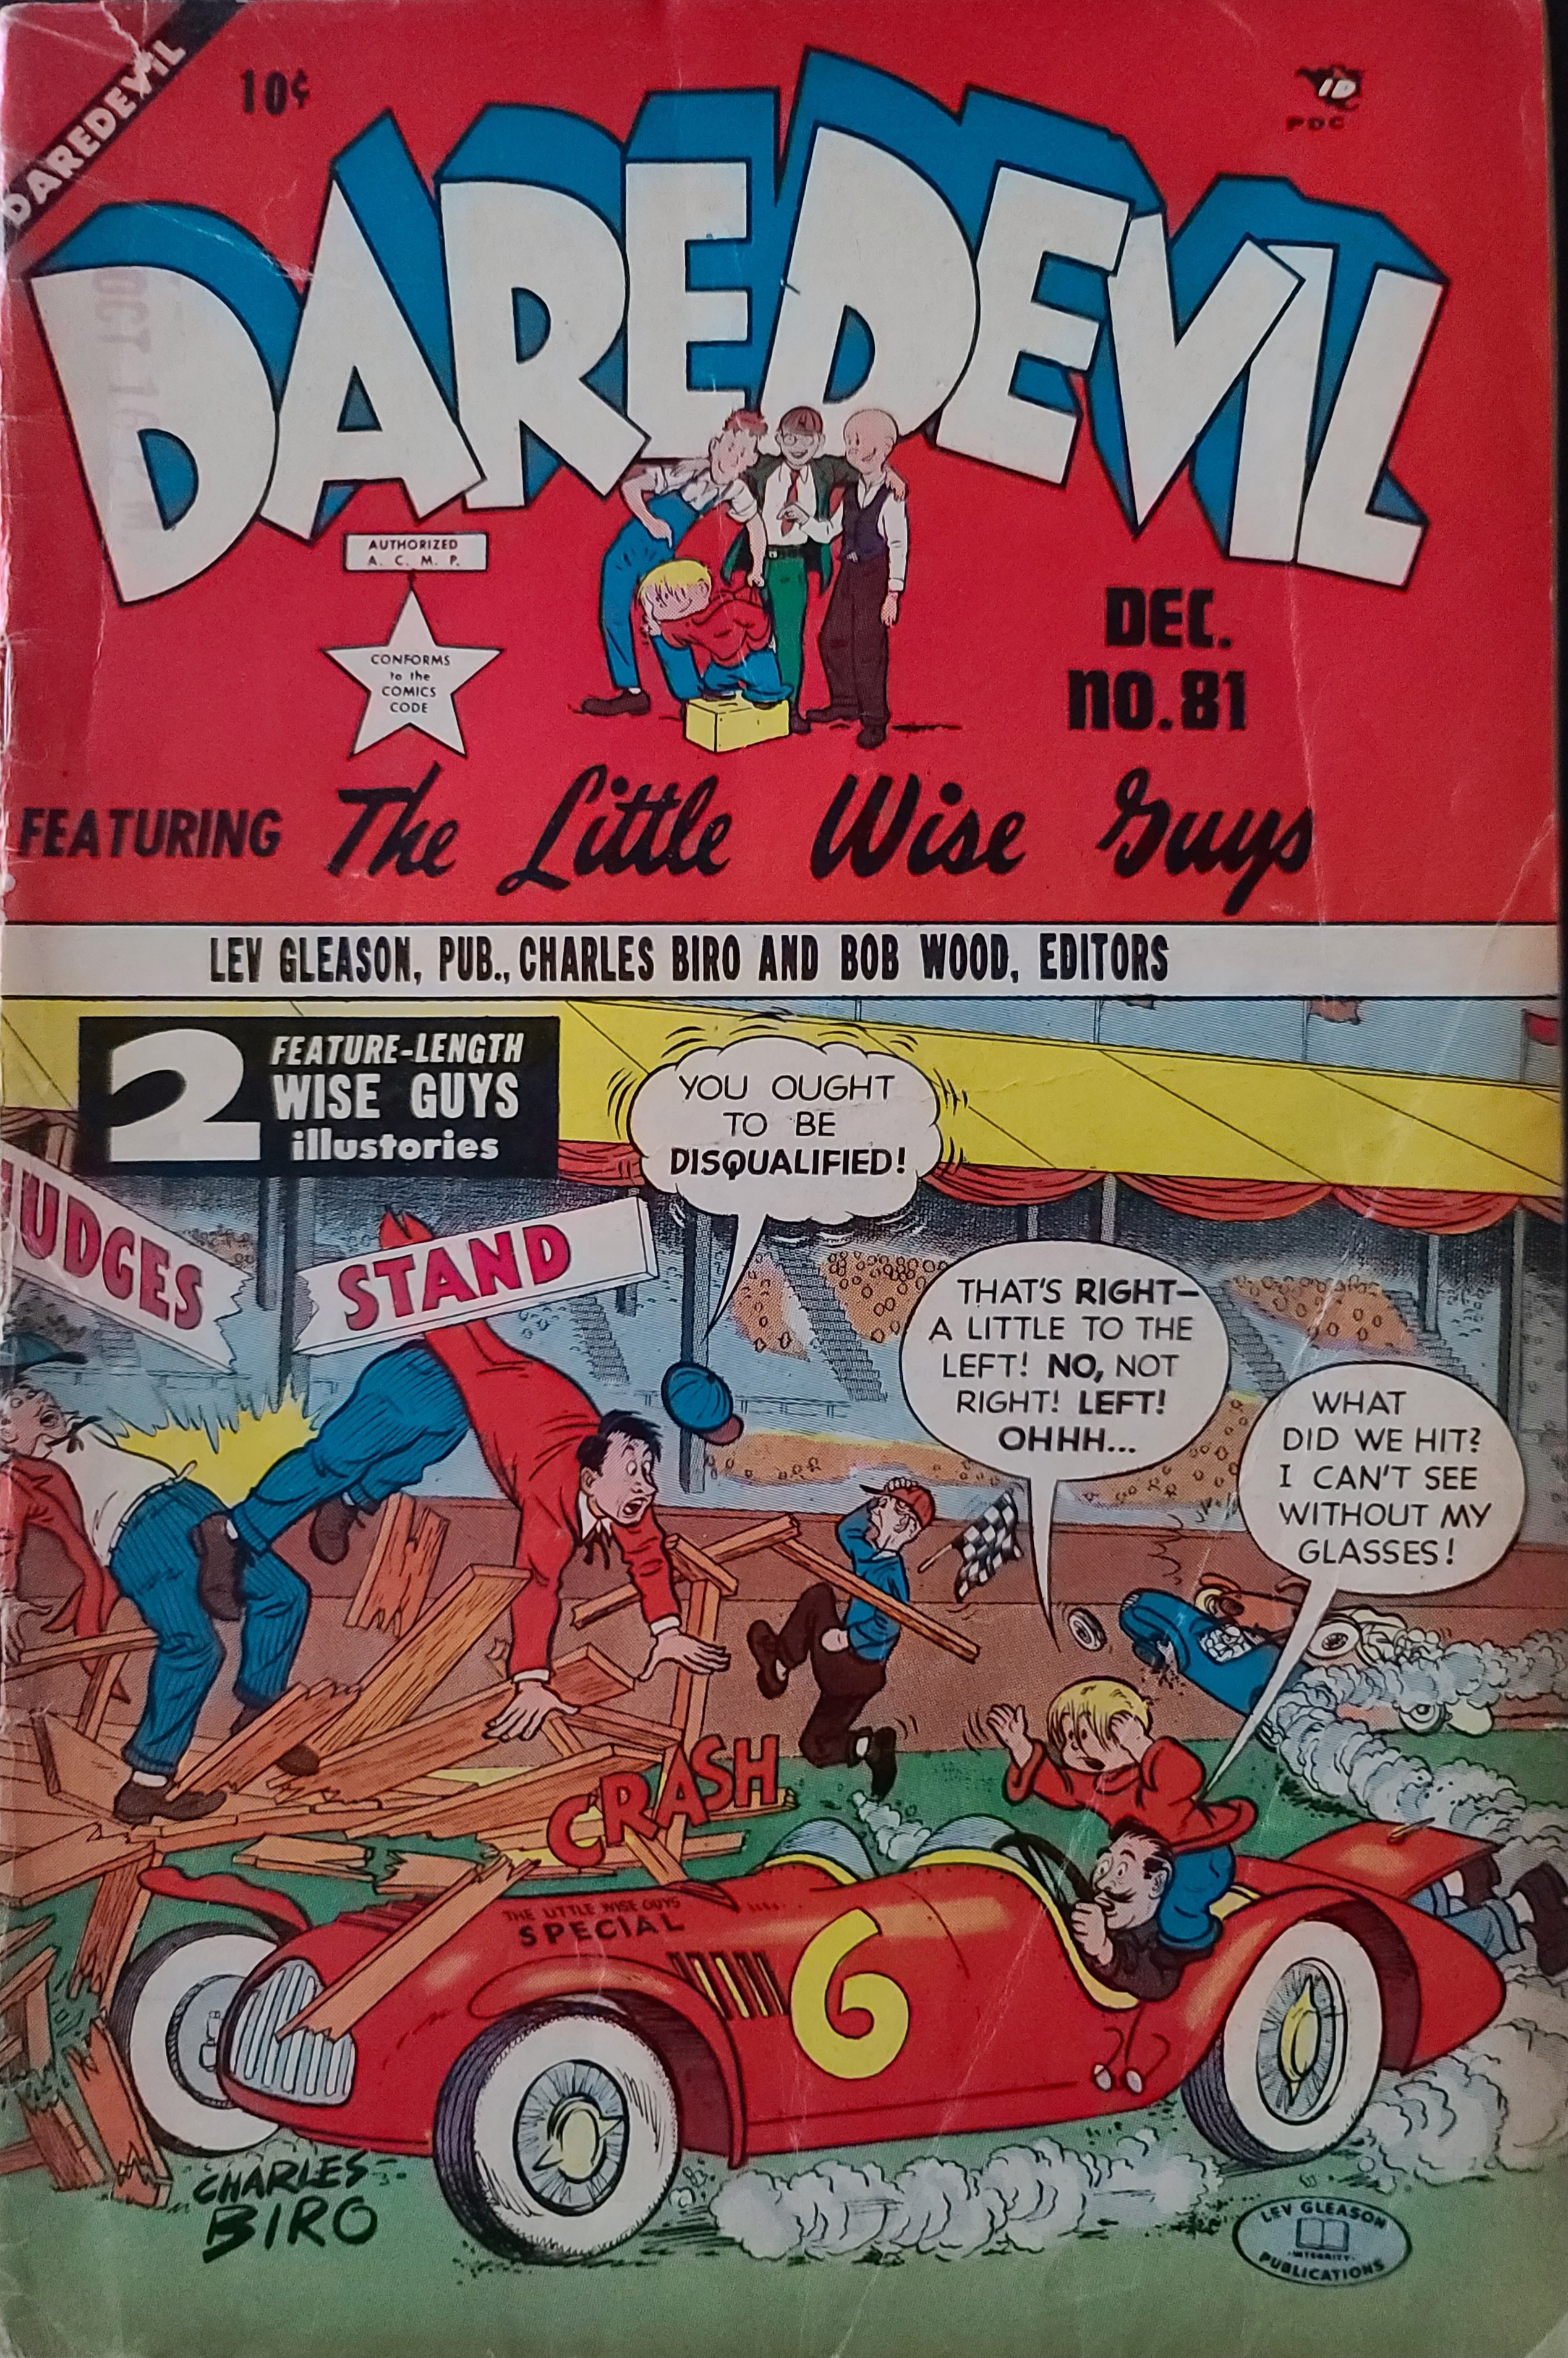 DAREDEVIL
10¢
PDC
DAREDEVIL
AUTHORIZED
A. C. M. P.
CONFORMS
to the
COMICS
CODE
DEC.
NO. 81
FEATURING The Little Wise Guys
LEV GLEASON, PUB., CHARLES BIRO AND BOB WOOD, EDITORS
2 FEATURE-LENGTH
WISE GUYS
illustories
YOU OUGHT
TO BE
DISQUALIFIED!
UDGES
STAND
THAT'S RIGHT—
A LITTLE TO THE
LEFT! NO, NOT
RIGHT! LEFT!
OHHH...
WHAT
DID WE HIT?
I CAN'T SEE
WITHOUT MY
GLASSES!
CRASH
THE LITTLE WISE GUYS
SPECIAL
6
CHARLES
BIRO
LEV GLEASON
INTEGRITY
PUBLICATIONS